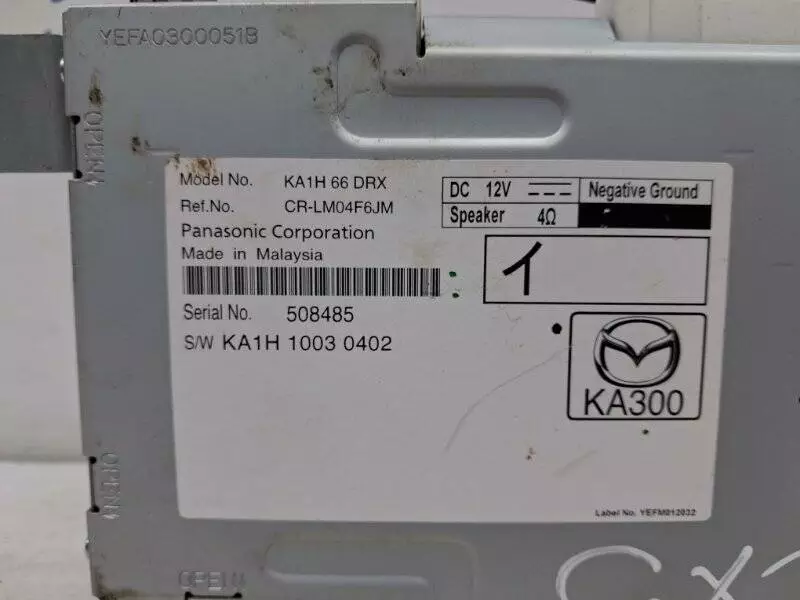 YEFA0300051B
OPEN
Model No. KA1H 66 DRX
Ref.No. CR-LM04F6JM
Panasonic Corporation
Made in Malaysia
Serial No. 508485
S/W KA1H 1003 0402
DC 12V Negative Ground
Speaker 4Ω
イ
KA300
Label No. YEFM012032
OPEN
OPEN